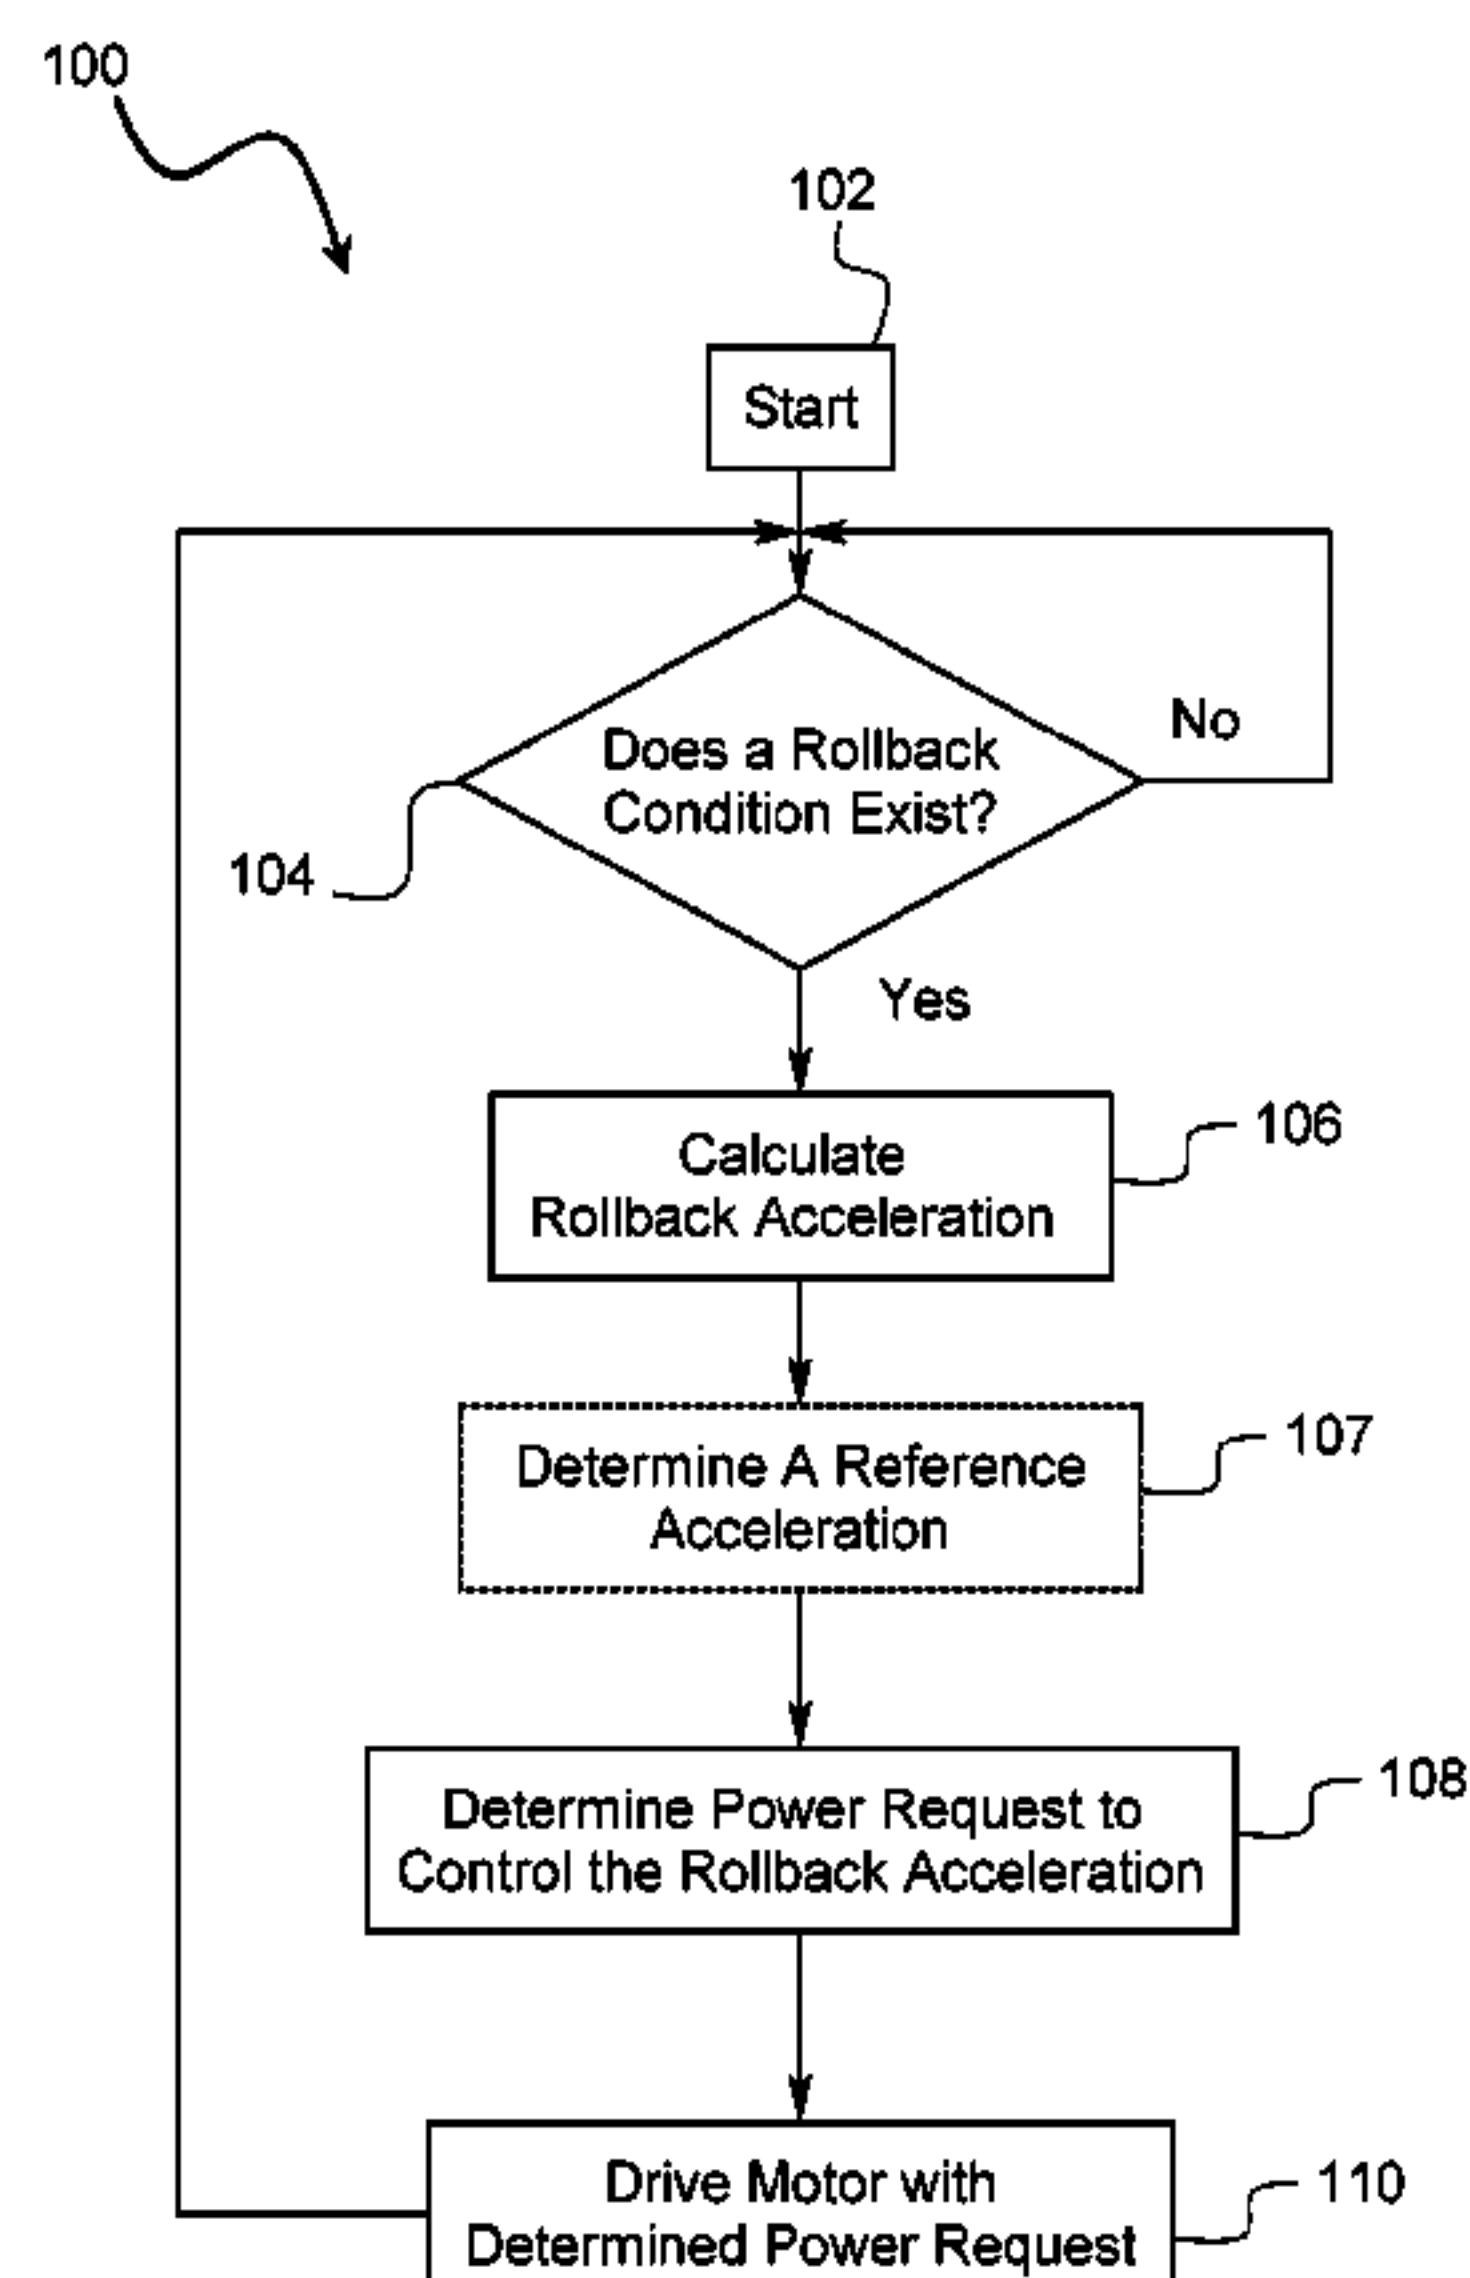 100
102
Start
No
Does a Rollback
Condition Exist?
104
Yes
106
Calculate
Rollback Acceleration
107
Determine A Reference
Acceleration
108
Determine Power Request to
Control the Rollback Acceleration
110
Drive Motor with
Determined Power Request